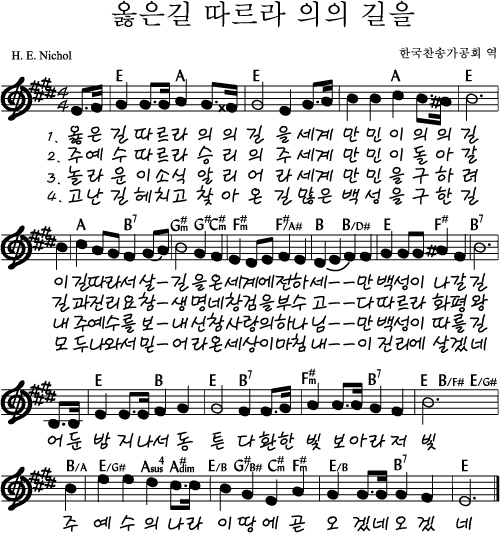 옳은길 따르라 의의 길을
H. E. Nichol
한국찬송가공회 역
4 4 E A E A E
1. 옳은 길 따르라 의 의 길 을 세계 만 민 이 의 의 길
2. 주예 수 따르라 승 리 의 주 세계 만 민 이 돌 아 갈
3. 놀라 운 이소식 알 리 어 라 세계 만 민 을 구 하 려
4. 고난 길 헤치고 찾 아 온 길 많은 백 성 을 구 한 길
A B7 G#m G#C#m F#m F#A# B B/D# E F# B7
이 길따라서 살-길 을온세계에전하세--만 백성이 나갈 길
길 과진리요 참-생 명네창검을부수 고--다 따르라 화평 왕
내 주예수를 보-내 신참사랑의하나 님--만 백성이 따를 길
모 두나와서 민-어 라온세상이마침 내--이 진리에 살겠 네
E B E B7 F#m B7 E B/F# E/G#
어둔 밤 지나서 동 튼 다환한 빛 보아라저 빛
B/A E/G# Asus4 A#dim E/B G#/B# C#m F#m E/B B7 E
주 예 수 의나라 이 땅에 곧 오 겠네오 겠 네